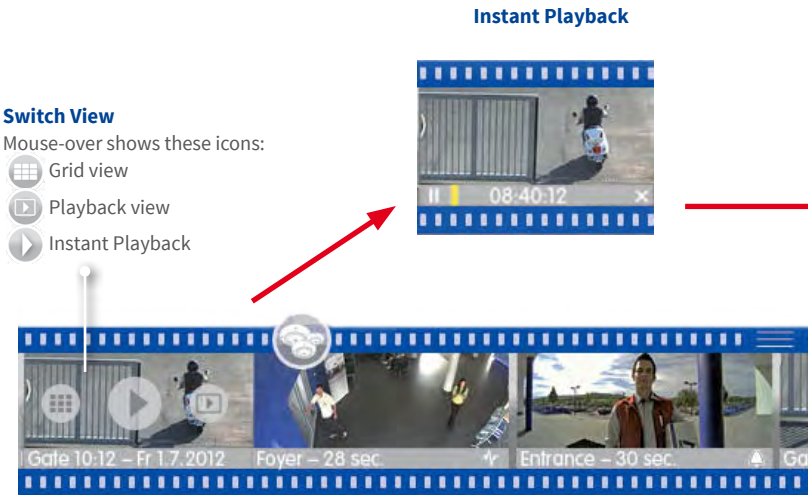 Instant Playback
Switch View
Mouse-over shows these icons:
Grid view
Playback view
Instant Playback
08:40:12
Gate 10:12 – Fr 1.7.2012
Foyer – 28 sec.
Entrance – 30 sec.
Ga